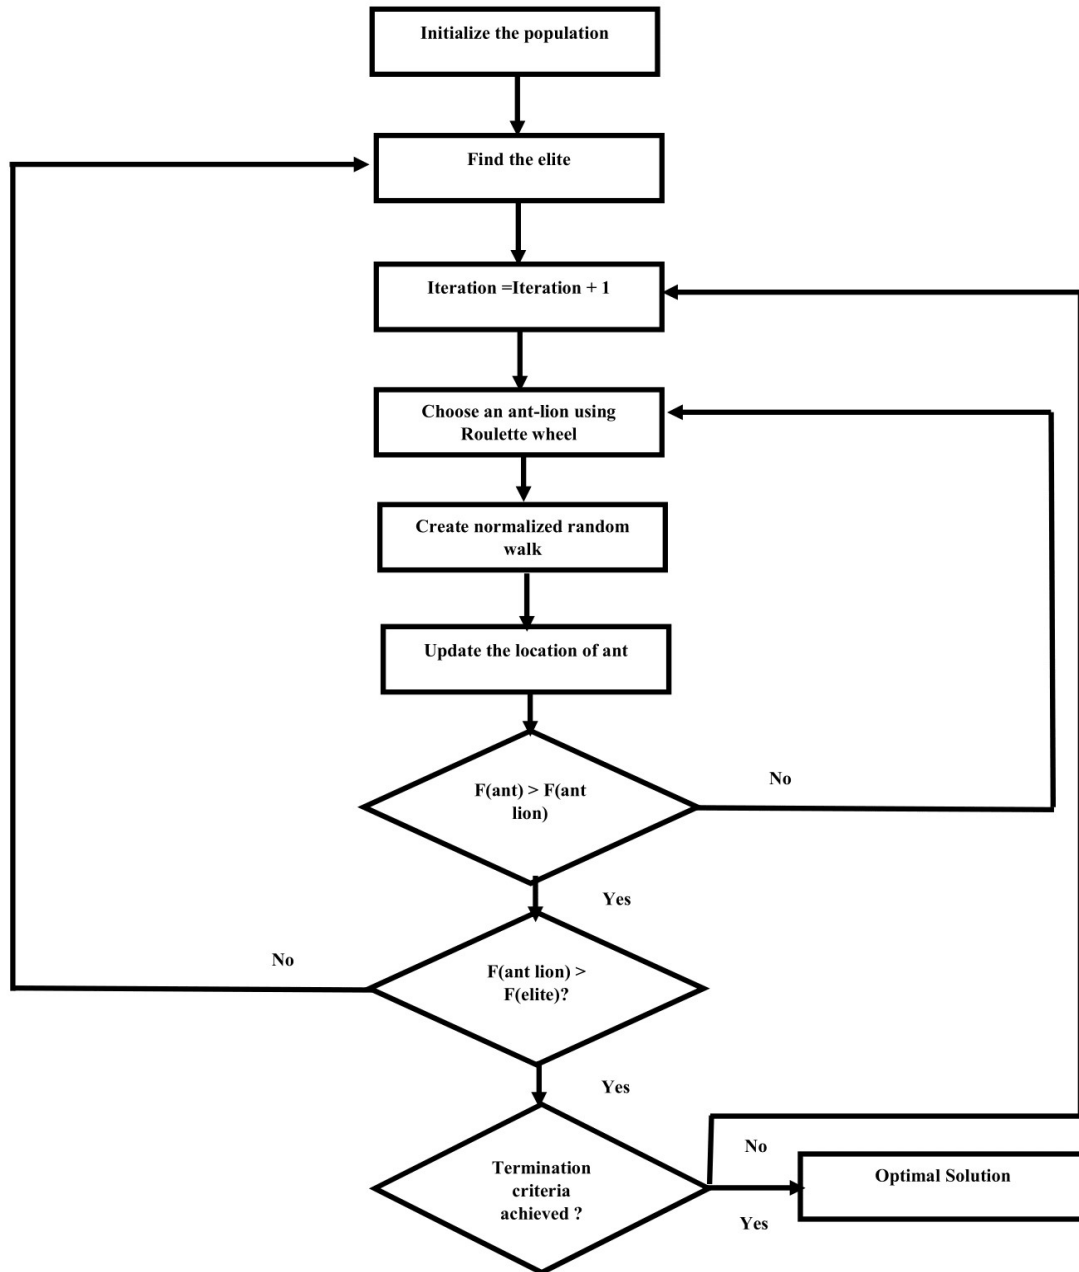 Initialize the population
Find the elite
Iteration =Iteration + 1
Choose an ant-lion using
Roulette wheel
Create normalized random
walk
Update the location of ant
F(ant) > F(ant
lion)
No
Yes
F(ant lion) >
F(elite)?
No
Yes
Termination
criteria
achieved ?
No
Yes
Optimal Solution